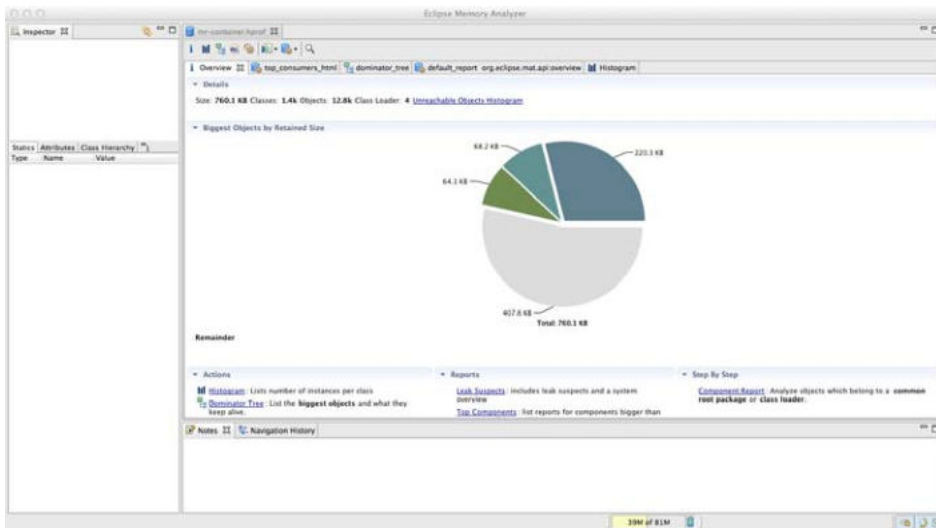 Eclipse Memory Analyzer
Inspector
mr-container.hprof
i Overview top_consumers_html dominator_tree default_report org.eclipse.mat.api:overview Histogram
Details
Size: 760.1 KB Classes: 1.4k Objects: 12.8k Class Loader: 4 Unreachable Objects Histogram
Biggest Objects by Retained Size
68.2 KB
220.3 KB
64.1 KB
Statics Attributes Class Hierarchy
Type Name Value
407.6 KB
Total: 760.1 KB
Remainder
Actions
Histogram: Lists number of instances per class
Dominator Tree: List the biggest objects and what they
keep alive.
Reports
Leak Suspects: includes leak suspects and a system
overview
Top Components: list reports for components bigger than
Step By Step
Component Report: Analyze objects which belong to a common
root package or class loader.
Notes Navigation History
39M of 81M